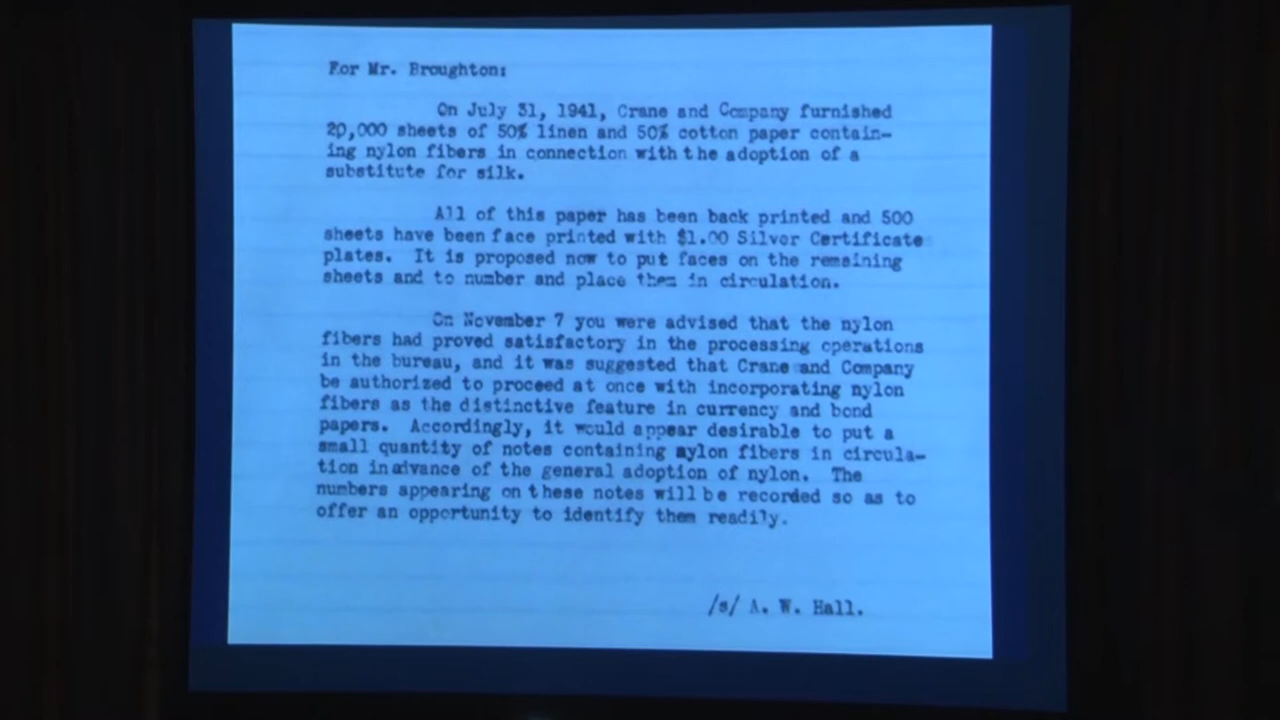 For Mr. Broughton:
On July 31, 1941, Crane and Company furnished
20,000 sheets of 50% linen and 50% cotton paper contain-
ing nylon fibers in connection with the adoption of a
substitute for silk.
All of this paper has been back printed and 500
sheets have been face printed with $1.00 Silver Certificate
plates. It is proposed now to put faces on the remaining
sheets and to number and place them in circulation.
On November 7 you were advised that the nylon
fibers had proved satisfactory in the processing operations
in the bureau, and it was suggested that Crane and Company
be authorized to proceed at once with incorporating nylon
fibers as the distinctive feature in currency and bond
papers. Accordingly, it would appear desirable to put a
small quantity of notes containing nylon fibers in circula-
tion in advance of the general adoption of nylon. The
numbers appearing on these notes will be recorded so as to
offer an opportunity to identify them readily.
/s/ A. W. Hall.